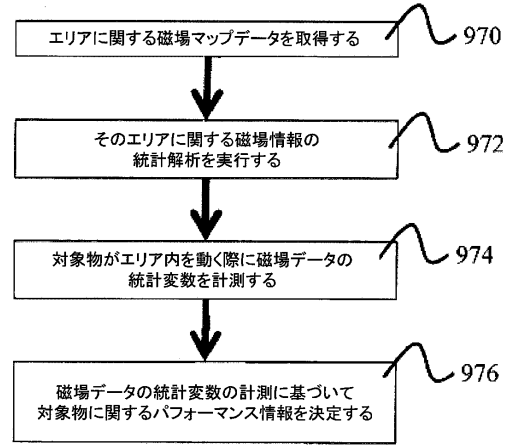 エリアに関する磁場マップデータを取得する
970
そのエリアに関する磁場情報の
統計解析を実行する
972
対象物がエリア内を動く際に磁場データの
統計変数を計測する
974
磁場データの統計変数の計測に基づいて
対象物に関するパフォーマンス情報を決定する
976